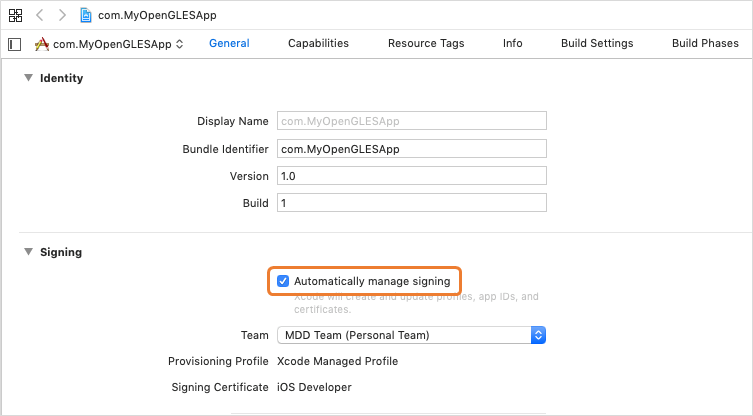 com.MyOpenGLESApp
com.MyOpenGLESApp General Capabilities Resource Tags Info Build Settings Build Phases
Identity
Display Name com.MyOpenGLESApp
Bundle Identifier com.MyOpenGLESApp
Version 1.0
Build 1
Signing
Automatically manage signing
Xcode will create and update profiles, app IDs, and
certificates.
Team MDD Team (Personal Team)
Provisioning Profile Xcode Managed Profile
Signing Certificate iOS Developer